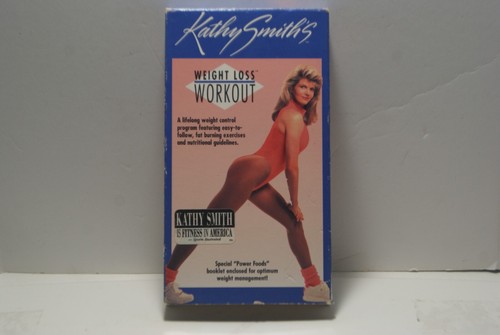 Kathy Smith's
WEIGHT LOSS™
WORKOUT
A lifelong weight control
program featuring easy-to-
follow, fat burning exercises
and nutritional guidelines.
KATHY SMITH
IS FITNESS IN AMERICA
Special "Power Foods"
booklet enclosed for optimum
weight management!!